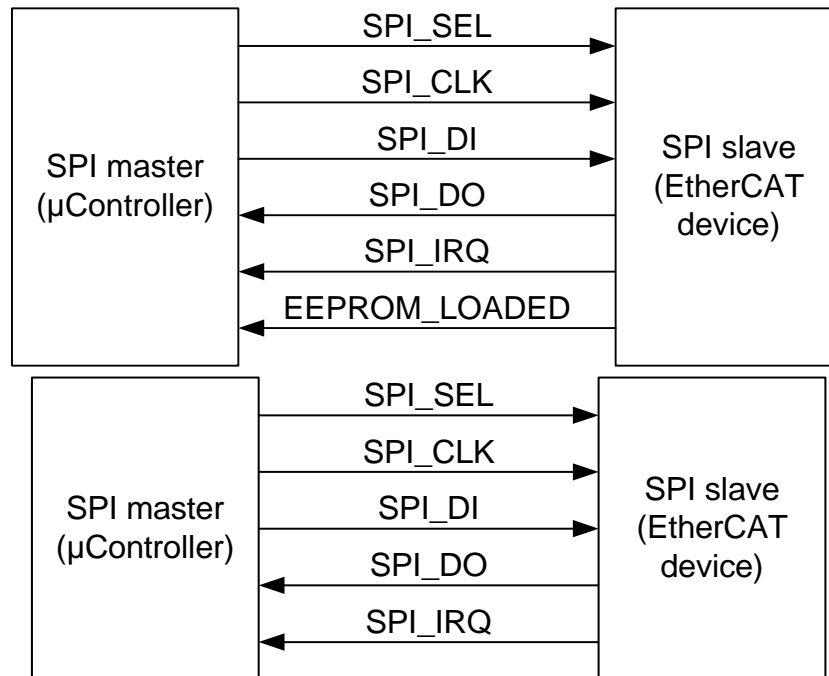 SPI_SEL
SPI_CLK
SPI_DI
SPI master
(µController)
SPI_DO
SPI_IRQ
EEPROM_LOADED
SPI slave
(EtherCAT
device)
SPI_SEL
SPI_CLK
SPI_DI
SPI master
(µController)
SPI_DO
SPI_IRQ
SPI slave
(EtherCAT
device)